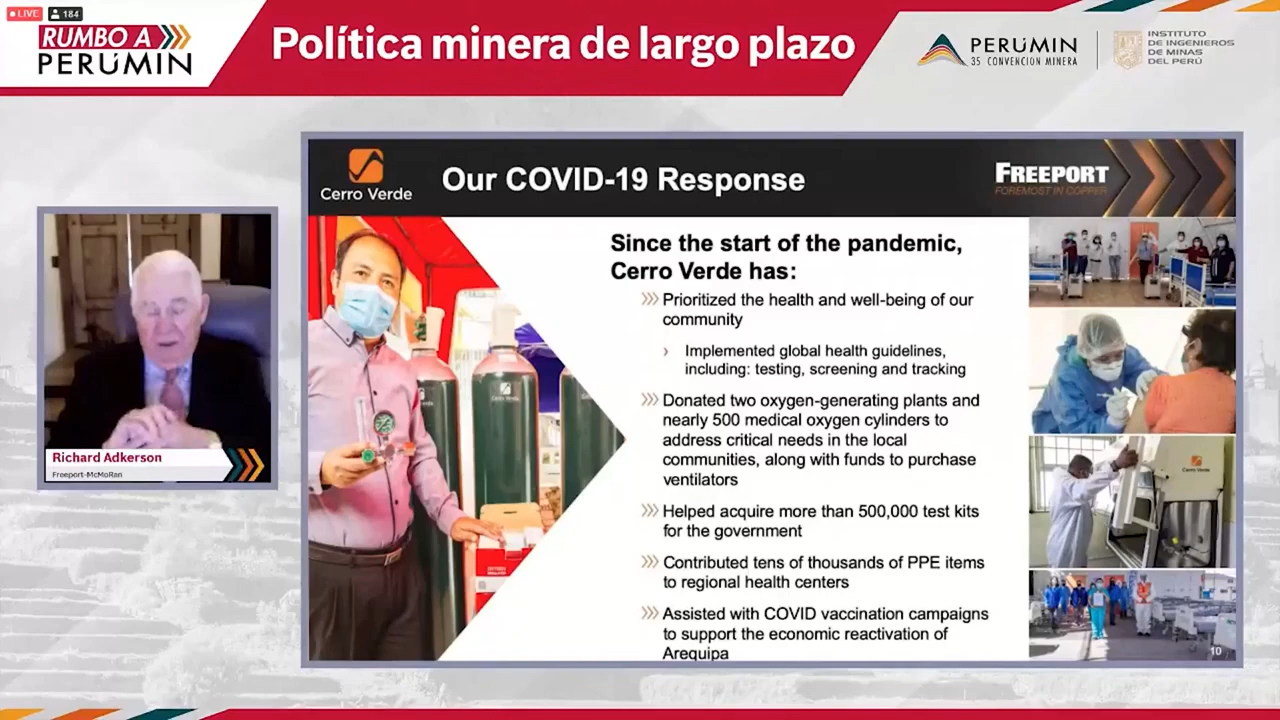 LIVE 184
RUMBO A
PERÚMIN
Política minera de largo plazo
PERÚMIN
35 CONVENCIÓN MINERA
INSTITUTO
DE INGENIEROS
DE MINAS
DEL PERÚ
Cerro Verde
Our COVID-19 Response
FREEPORT
FOREMOST IN COPPER
Since the start of the pandemic,
Cerro Verde has:
Prioritized the health and well-being of our
community
Implemented global health guidelines,
including: testing, screening and tracking
Donated two oxygen-generating plants and
nearly 500 medical oxygen cylinders to
address critical needs in the local
communities, along with funds to purchase
ventilators
Helped acquire more than 500,000 test kits
for the government
Contributed tens of thousands of PPE items
to regional health centers
Assisted with COVID vaccination campaigns
to support the economic reactivation of
Arequipa
10
Cerro Verde
Cerro Verde
Richard Adkerson
Freeport-McMoRan